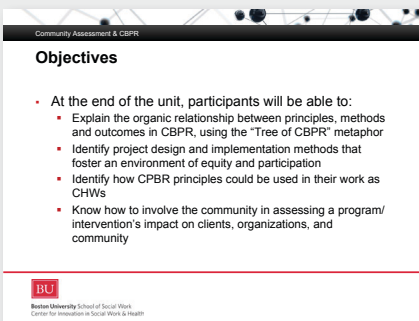 Community Assessment & CBPR
Objectives
▪ At the end of the unit, participants will be able to:
▪ Explain the organic relationship between principles, methods
and outcomes in CBPR, using the “Tree of CBPR” metaphor
▪ Identify project design and implementation methods that
foster an environment of equity and participation
▪ Identify how CPBR principles could be used in their work as
CHWs
▪ Know how to involve the community in assessing a program/
intervention’s impact on clients, organizations, and
community
BU
Boston University School of Social Work
Center for Innovation in Social Work & Health